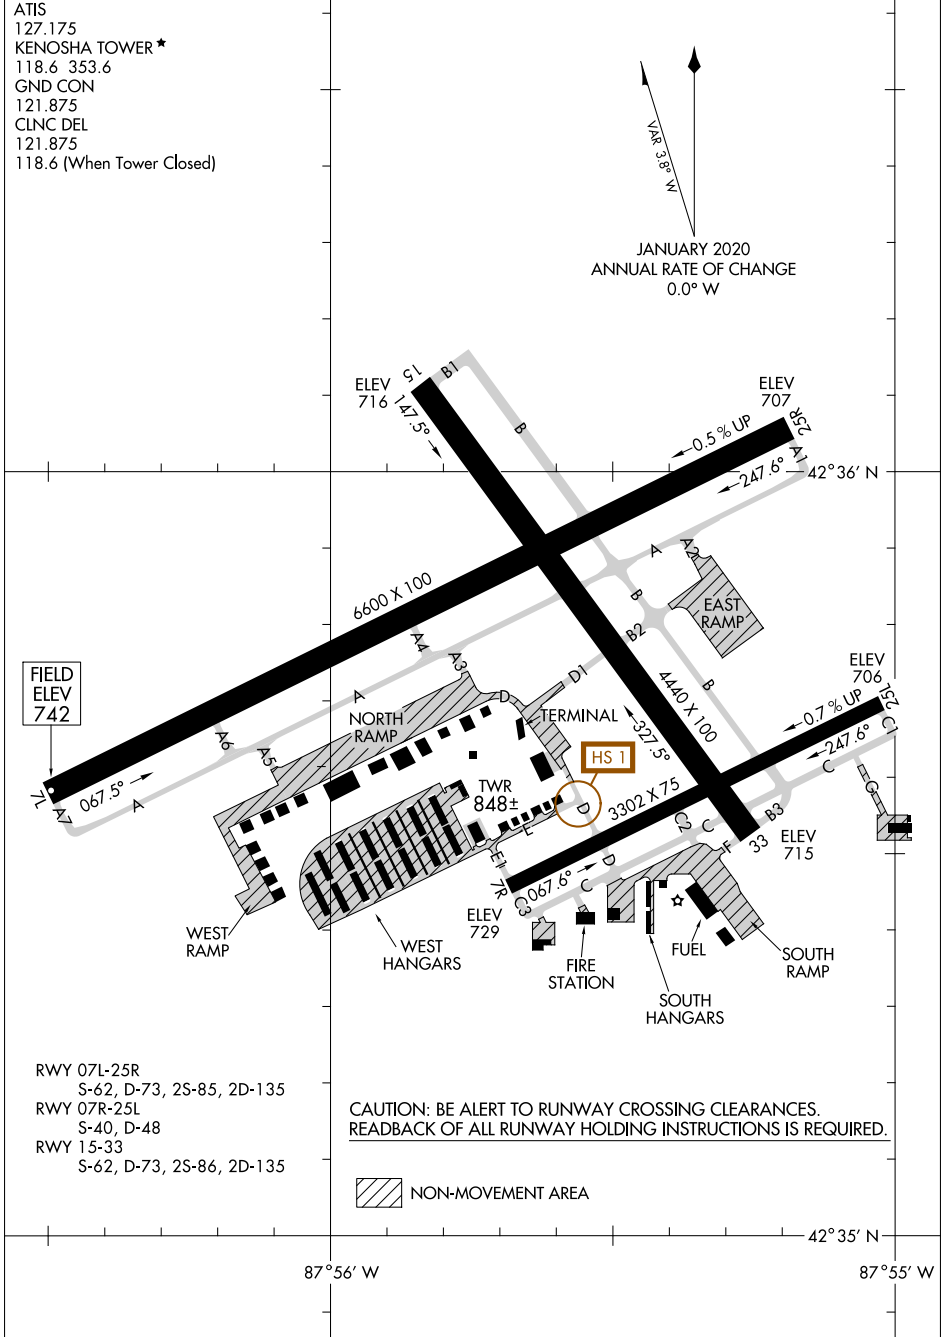 ATIS
127.175
KENOSHA TOWER★
118.6 353.6
GND CON
121.875
CLNC DEL
121.875
118.6 (When Tower Closed)
VAR 3.8° W
JANUARY 2020
ANNUAL RATE OF CHANGE
0.0° W
15
B1
ELEV
716
147.5°
B
ELEV
707
25R
0.5% UP
247.6°
A1
42°36' N
6600 X 100
A
A2
B
EAST
RAMP
B2
A4
A3
A
D1
D
B
4440 X 100
327.5°
ELEV
706
25L
0.7% UP
247.6°
C1
C
G
FIELD
ELEV
742
7L
067.5°
A7
A
A6
A5
NORTH
RAMP
TERMINAL
HS 1
TWR
848±
D
3302 X 75
E
E1
7R
067.6°
C3
C
D
C2
C
F
33
B3
ELEV
715
ELEV
729
WEST
RAMP
WEST
HANGARS
FIRE
STATION
FUEL
SOUTH
HANGARS
SOUTH
RAMP
RWY 07L-25R
S-62, D-73, 2S-85, 2D-135
RWY 07R-25L
S-40, D-48
RWY 15-33
S-62, D-73, 2S-86, 2D-135
CAUTION: BE ALERT TO RUNWAY CROSSING CLEARANCES.
READBACK OF ALL RUNWAY HOLDING INSTRUCTIONS IS REQUIRED.
NON-MOVEMENT AREA
42°35' N
87°56' W
87°55' W